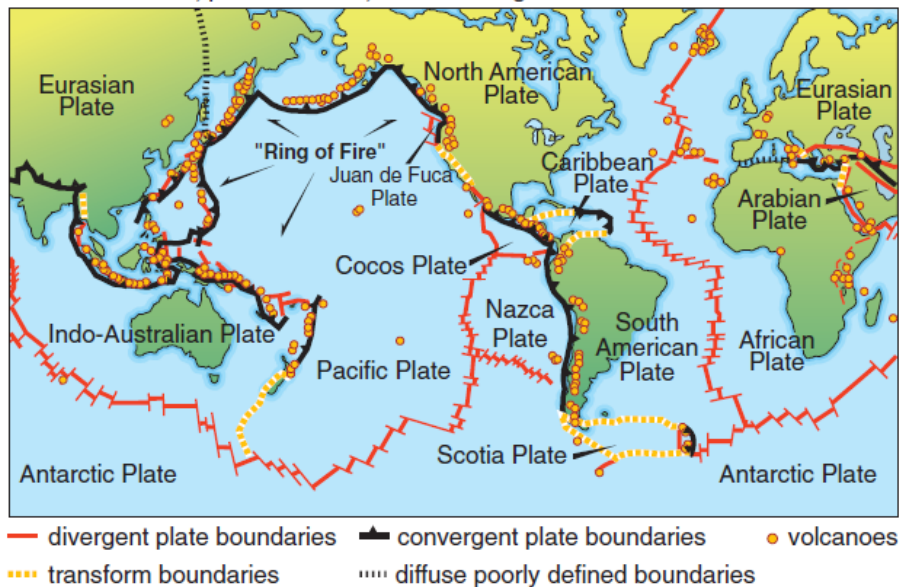 Eurasian
Plate
North American
Plate
Eurasian
Plate
"Ring of Fire"
Juan de Fuca
Plate
Caribbean
Plate
Arabian
Plate
Cocos Plate
Indo-Australian Plate
Nazca
Plate
South
American
Plate
African
Plate
Pacific Plate
Scotia Plate
Antarctic Plate
Antarctic Plate
divergent plate boundaries
convergent plate boundaries
volcanoes
transform boundaries
diffuse poorly defined boundaries